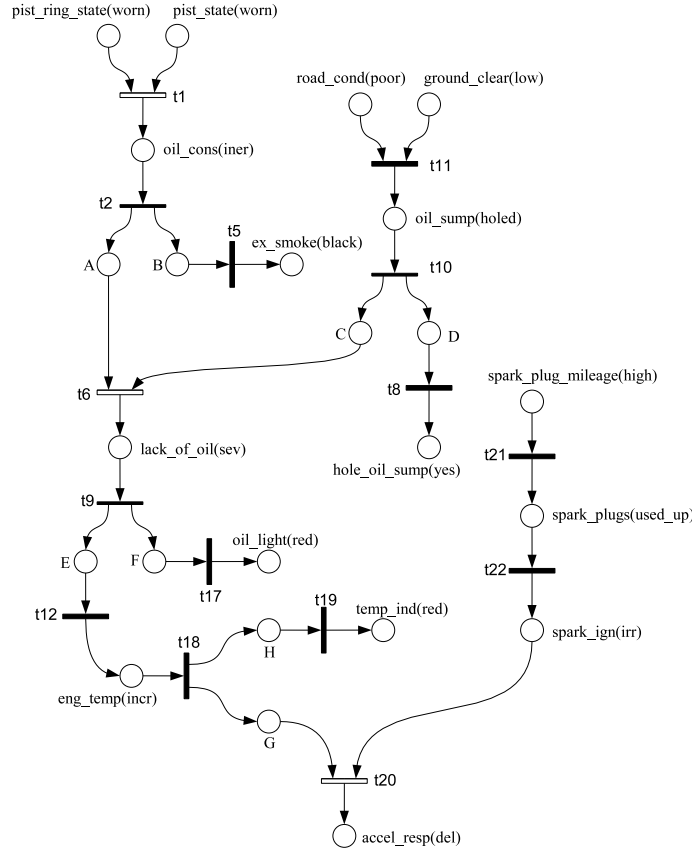 pist_ring_state(worn)
pist_state(worn)
t1
road_cond(poor)
ground_clear(low)
oil_cons(iner)
t11
t2
oil_sump(holed)
t5
ex_smoke(black)
A
B
t10
C
D
t6
t8
spark_plug_mileage(high)
lack_of_oil(sev)
hole_oil_sump(yes)
t21
t9
spark_plugs(used_up)
oil_light(red)
E
F
t17
t22
t12
t19
temp_ind(red)
t18
H
spark_ign(irr)
eng_temp(incr)
G
t20
accel_resp(del)